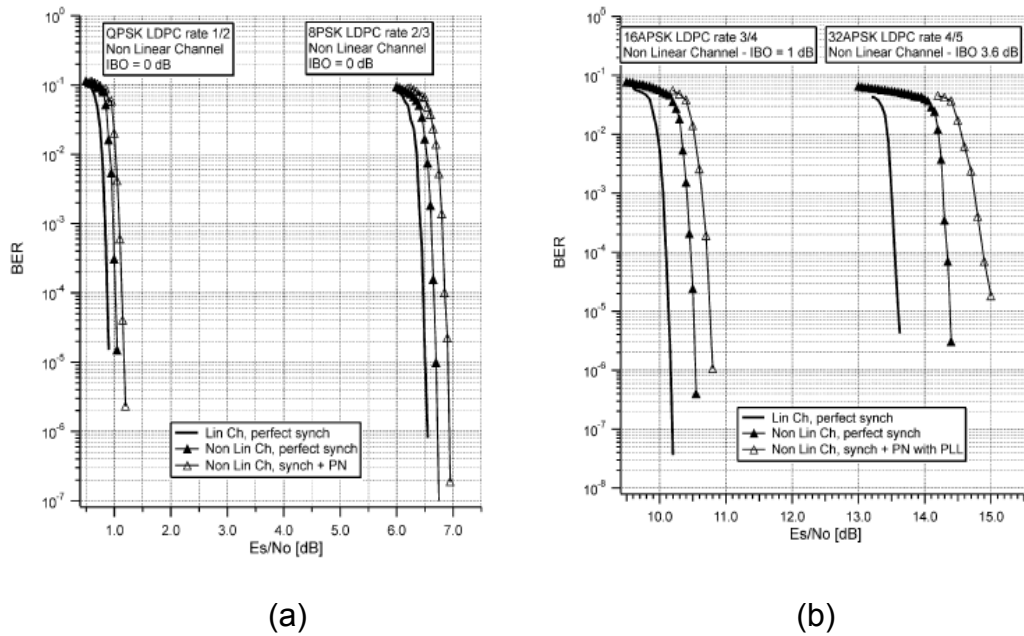 QPSK LDPC rate 1/2
Non Linear Channel
IBO = 0 dB
8PSK LDPC rate 2/3
Non Linear Channel
IBO = 0 dB
10^0
10^-1
10^-2
10^-3
10^-4
10^-5
10^-6
10^-7
BER
Lin Ch, perfect synch
Non Lin Ch, perfect synch
Non Lin Ch, synch + PN
1.0 2.0 3.0 4.0 5.0 6.0 7.0
Es/No [dB]
(a)
16APSK LDPC rate 3/4
Non Linear Channel - IBO = 1 dB
32APSK LDPC rate 4/5
Non Linear Channel - IBO 3.6 dB
10^0
10^-1
10^-2
10^-3
10^-4
10^-5
10^-6
10^-7
10^-8
BER
Lin Ch, perfect synch
Non Lin Ch, perfect synch
Non Lin Ch, synch + PN with PLL
10.0 11.0 12.0 13.0 14.0 15.0
Es/No [dB]
(b)